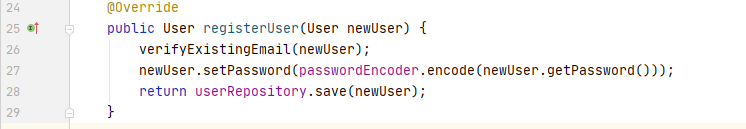 24 @Override
25 public User registerUser(User newUser) {
26 verifyExistingEmail(newUser);
27 newUser.setPassword(passwordEncoder.encode(newUser.getPassword()));
28 return userRepository.save(newUser);
29 }